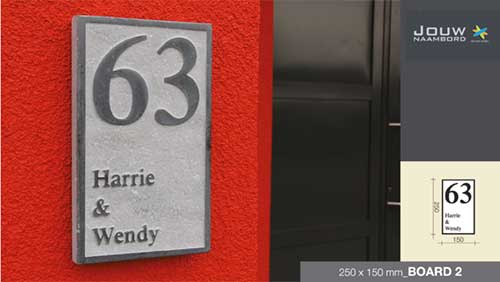 63
Harrie
&
Wendy
JOUW
NAAMBORD
63
Harrie
&
Wendy
250
150
250 x 150 mm_BOARD 2